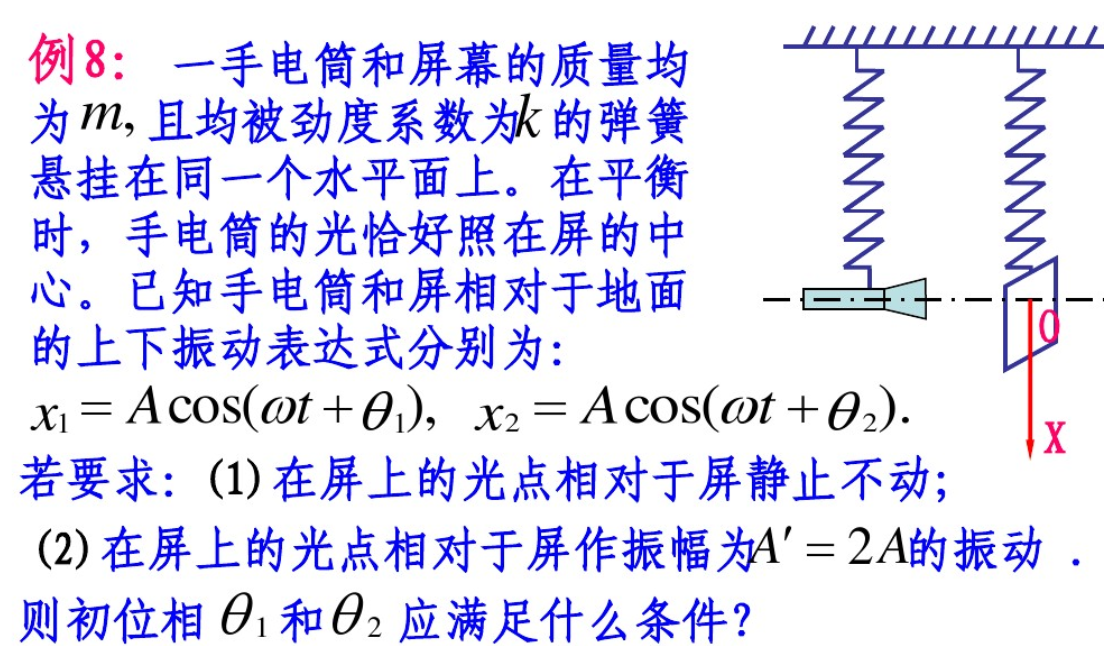 例8： 一手电筒和屏幕的质量均
为 m, 且均被劲度系数为k 的弹簧
悬挂在同一个水平面上。在平衡
时，手电筒的光恰好照在屏的中
心。已知手电筒和屏相对于地面
的上下振动表达式分别为：
x₁ = A cos(ωt + θ₁), x₂ = A cos(ωt + θ₂).
若要求：(1) 在屏上的光点相对于屏静止不动；
(2) 在屏上的光点相对于屏作振幅为A′ = 2A的振动 .
则初位相 θ₁ 和 θ₂ 应满足什么条件？
O
X